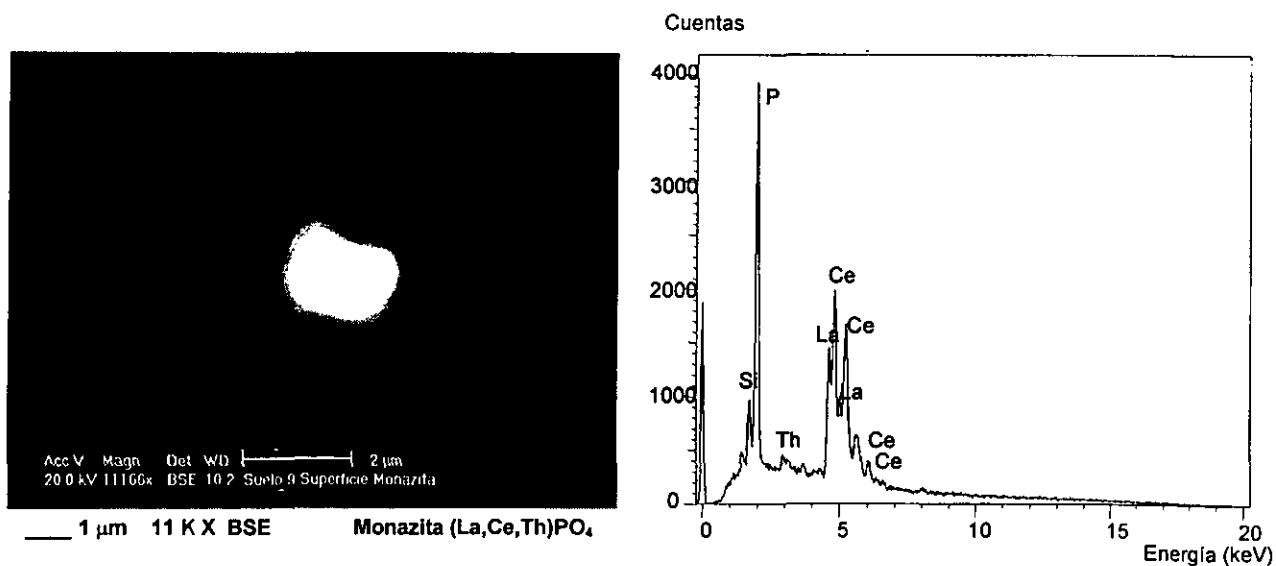 Acc V Magn Det WD 2 µm
20.0 kV 11166x BSE 10.2 Suelo 9 Superficie Monazita
1 µm 11 K X BSE Monazita (La,Ce,Th)PO₄
Cuentas
4000
3000
2000
1000
0
P
Ce
La
Ce
Si
La
Th
Ce
Ce
0 5 10 15 20
Energía (keV)